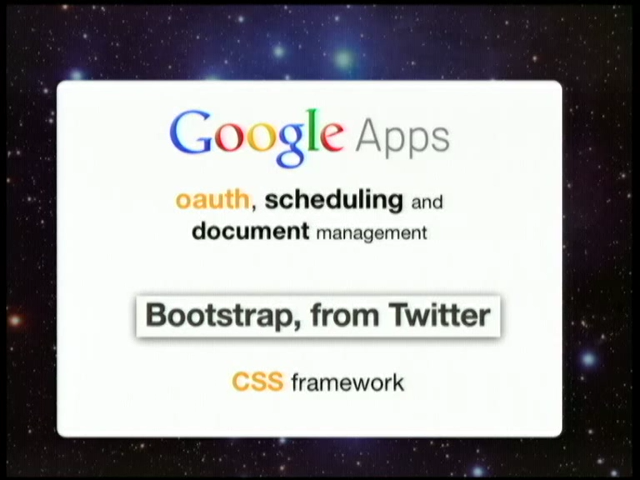 Google Apps
oauth, scheduling and
document management
Bootstrap, from Twitter
CSS framework